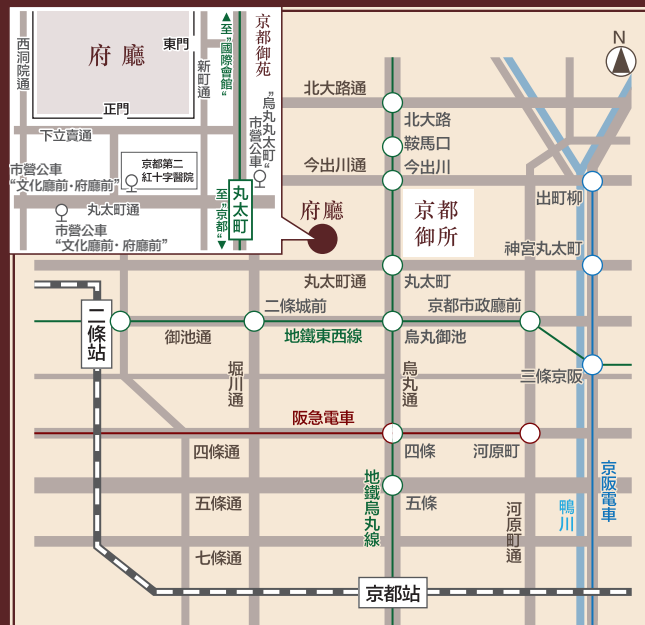 西洞院通
府廳
東門
新町通
▲至"國際會館"
京都御苑
正門
"烏丸丸太町"
市營公車
下立賣通
京都第二
紅十字醫院
市營公車
"文化廳前・府廳前"
丸太町通
市營公車
"文化廳前・府廳前"
丸太町
至"京都"▼
N
北大路通
北大路
鞍馬口
今出川通
今出川
出町柳
府廳
京都
御所
神宮丸太町
丸太町通
丸太町
二條城前
京都市政廳前
二條站
御池通
地鐵東西線
烏丸御池
堀川通
烏丸通
三條京阪
阪急電車
四條通
四條
河原町
地鐵烏丸線
五條通
五條
河原町通
鴨川
京阪電車
七條通
京都站